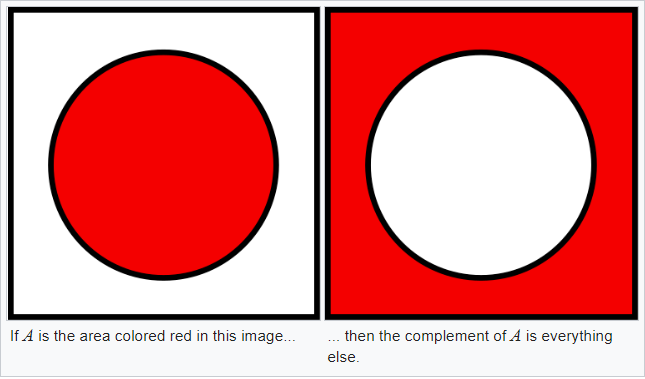 If A is the area colored red in this image...
... then the complement of A is everything
else.